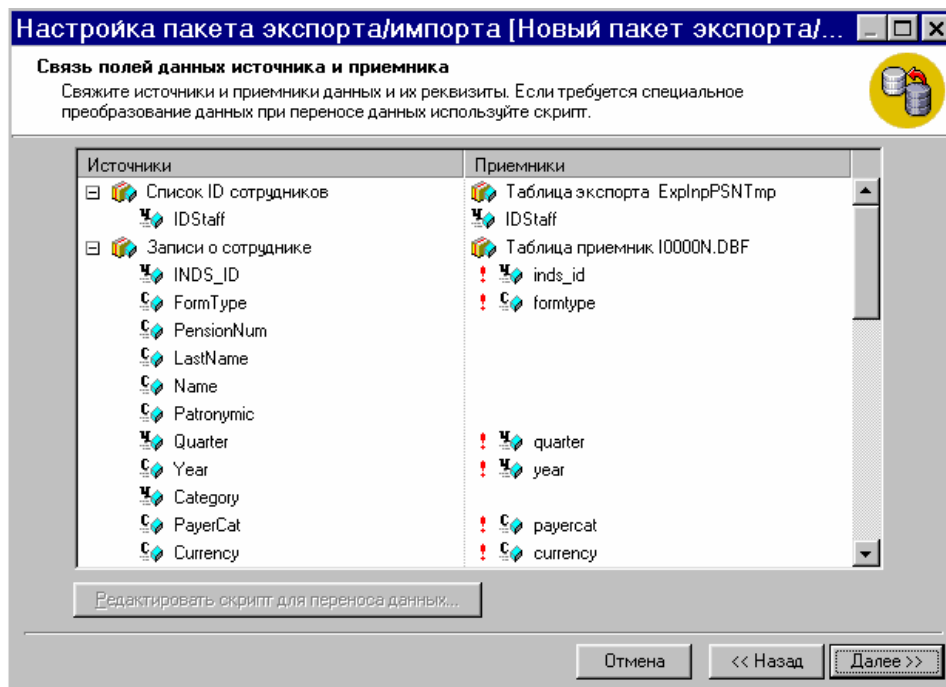 Настройка пакета экспорта/импорта [Новый пакет экспорта/...
Связь полей данных источника и приемника
Свяжите источники и приемники данных и их реквизиты. Если требуется специальное
преобразование данных при переносе данных используйте скрипт.
Источники Приемники
Список ID сотрудников Таблица экспорта ExpInpPSNTmp
Ч IDStaff Ч IDStaff
Записи о сотруднике Таблица приемник I0000N.DBF
Ч INDS_ID ! Ч inds_id
С FormType ! С formtype
С PensionNum
С LastName
С Name
С Patronymic
Ч Quarter ! Ч quarter
С Year ! Ч year
Ч Category
С PayerCat ! С payercat
С Currency ! С currency
Редактировать скрипт для переноса данных...
Отмена << Назад Далее >>